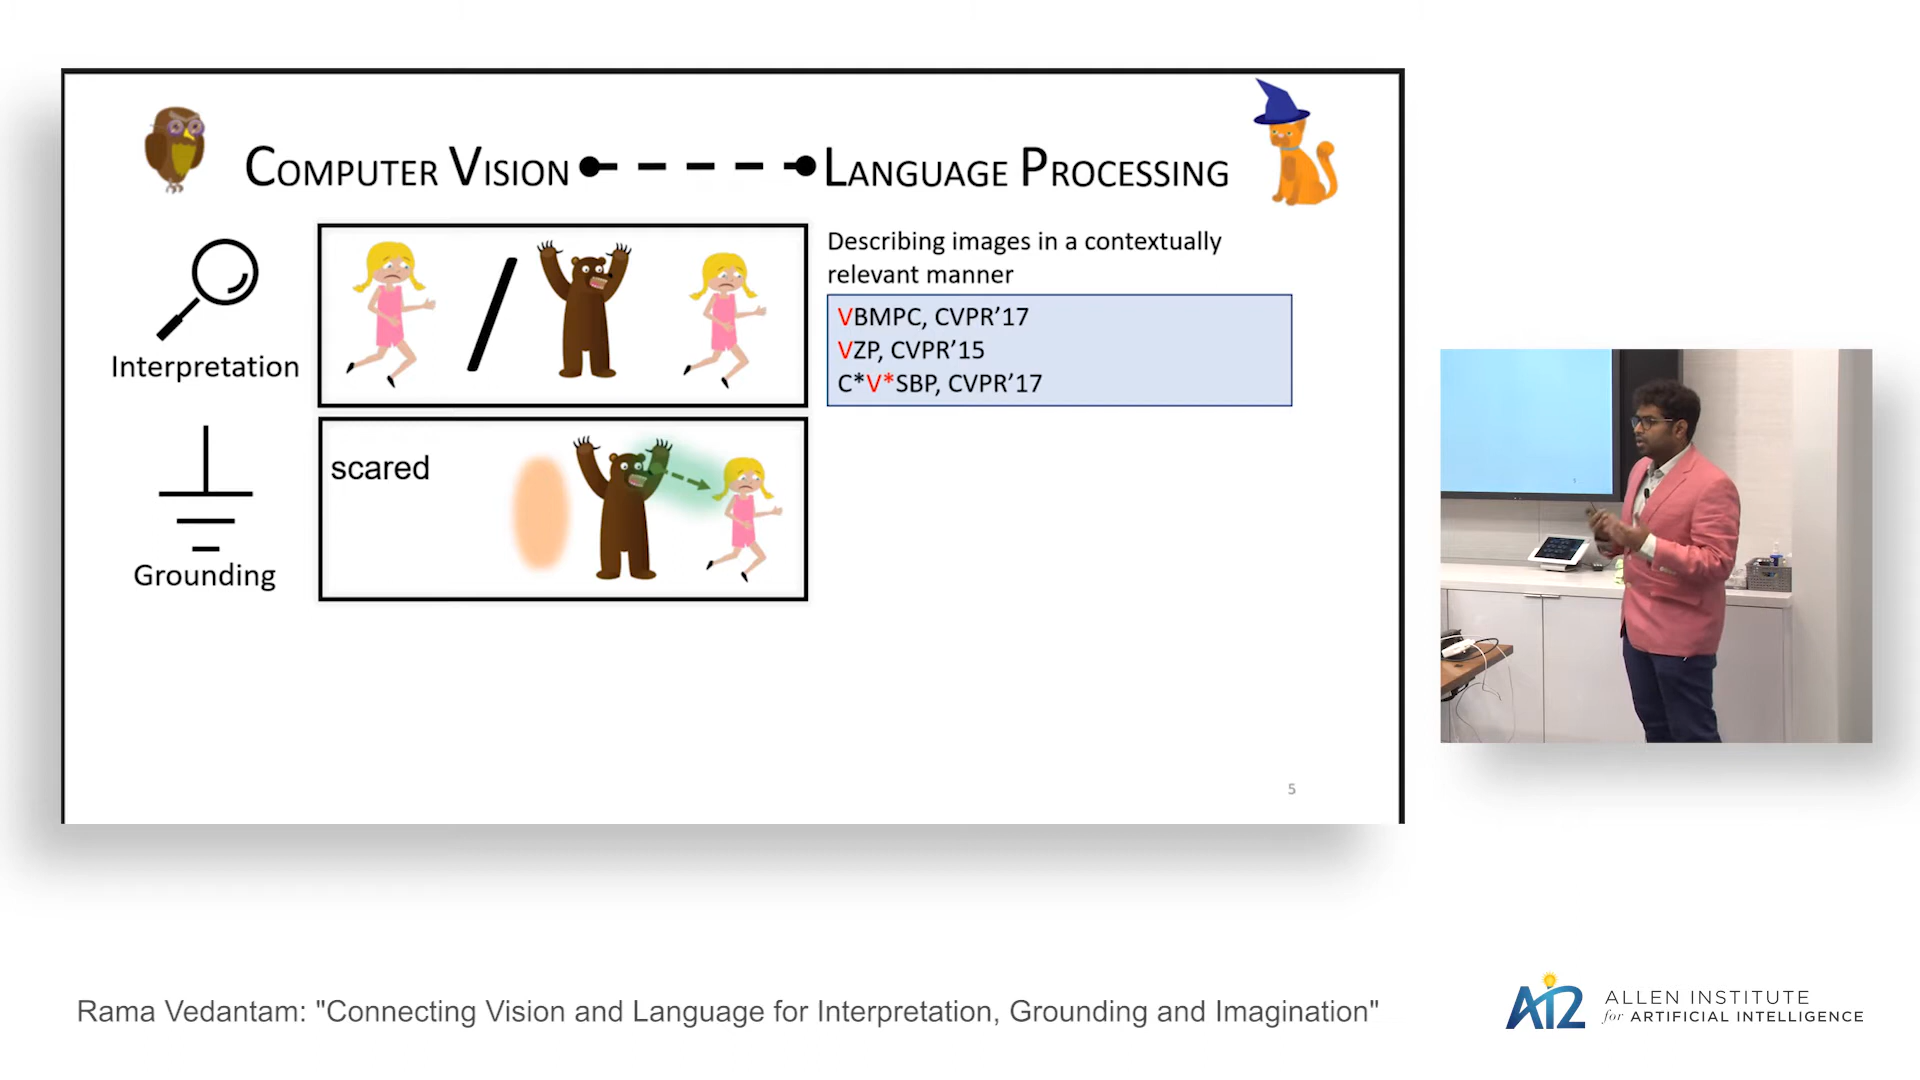 COMPUTER VISION
LANGUAGE PROCESSING
Interpretation
Describing images in a contextually
relevant manner
VBMPC, CVPR’17
VZP, CVPR’15
C*V*SBP, CVPR’17
scared
Grounding
5
Rama Vedantam: "Connecting Vision and Language for Interpretation, Grounding and Imagination"
AI2
ALLEN INSTITUTE
for ARTIFICIAL INTELLIGENCE